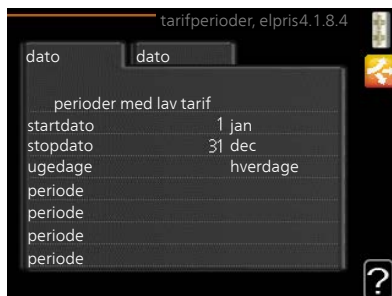 tarifperioder, elpris4.1.8.4
dato dato
perioder med lav tarif
startdato 1 jan
stopdato 31 dec
ugedage hverdage
periode
periode
periode
periode
?